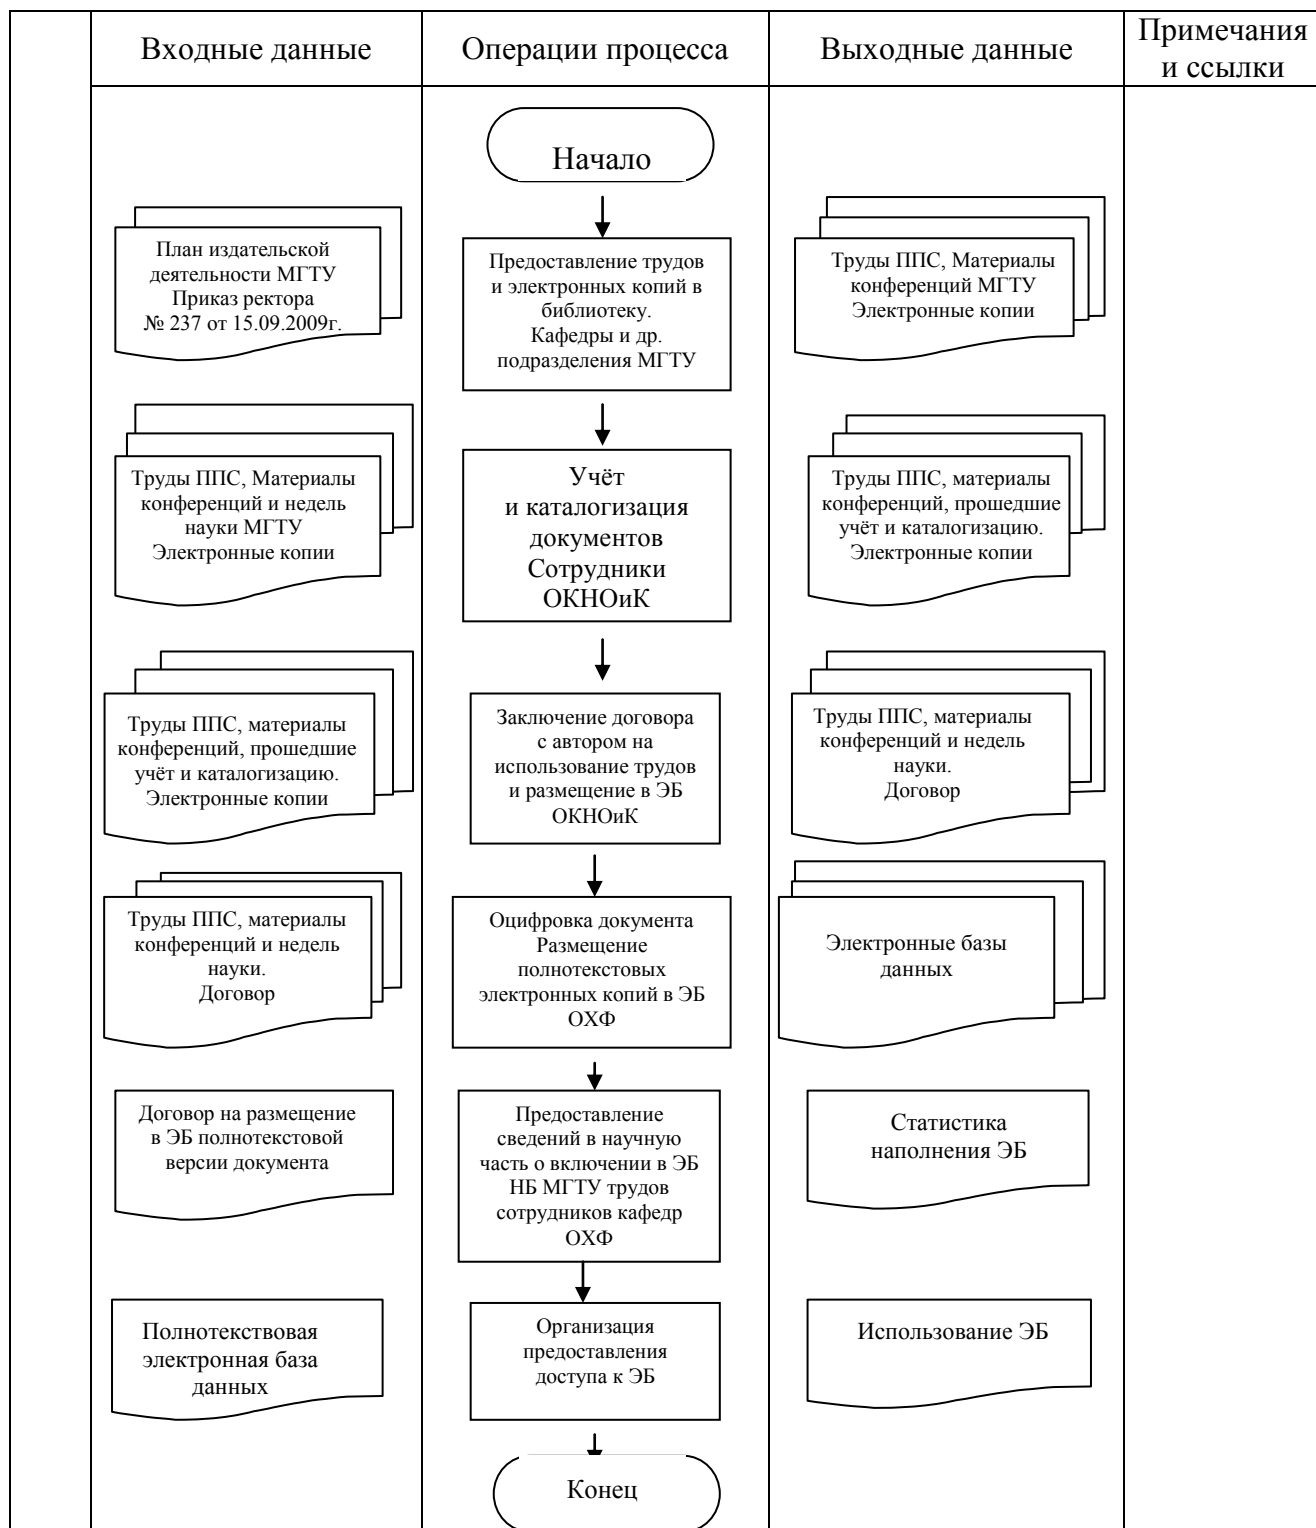 Входные данные
Операции процесса
Выходные данные
Примечания
и ссылки
Начало
План издательской
деятельности МГТУ
Приказ ректора
№ 237 от 15.09.2009г.
Предоставление трудов
и электронных копий в
библиотеку.
Кафедры и др.
подразделения МГТУ
Труды ППС, Материалы
конференций МГТУ
Электронные копии
Труды ППС, Материалы
конференций и недель
науки МГТУ
Электронные копии
Учёт
и каталогизация
документов
Сотрудники
ОКНОиК
Труды ППС, материалы
конференций, прошедшие
учёт и каталогизацию.
Электронные копии
Труды ППС, материалы
конференций, прошедшие
учёт и каталогизацию.
Электронные копии
Заключение договора
с автором на
использование трудов
и размещение в ЭБ
ОКНОиК
Труды ППС, материалы
конференций и недель
науки.
Договор
Труды ППС, материалы
конференций и недель
науки.
Договор
Оцифровка документа
Размещение
полнотекстовых
электронных копий в ЭБ
ОХФ
Электронные базы
данных
Договор на размещение
в ЭБ полнотекстовой
версии документа
Предоставление
сведений в научную
часть о включении в ЭБ
НБ МГТУ трудов
сотрудников кафедр
ОХФ
Статистика
наполнения ЭБ
Полнотекствовая
электронная база
данных
Организация
предоставления
доступа к ЭБ
Использование ЭБ
Конец